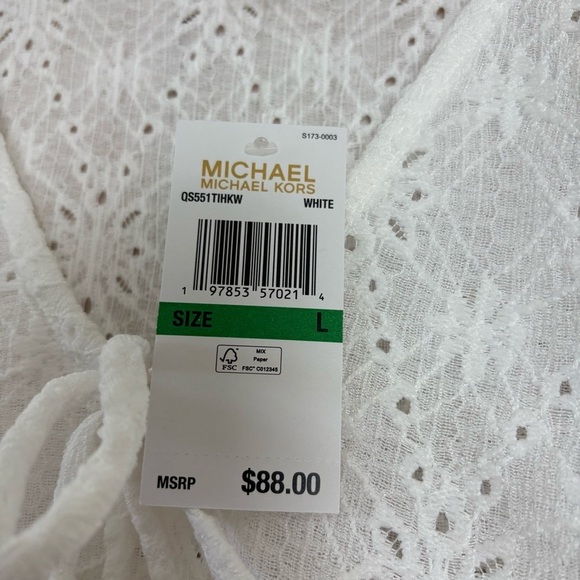 S173-0003
MICHAEL
MICHAEL KORS
QS551TIHKW WHITE
1 97853 57021 4
SIZE L
FSC
MIX
Paper
FSC® C012345
MSRP $88.00